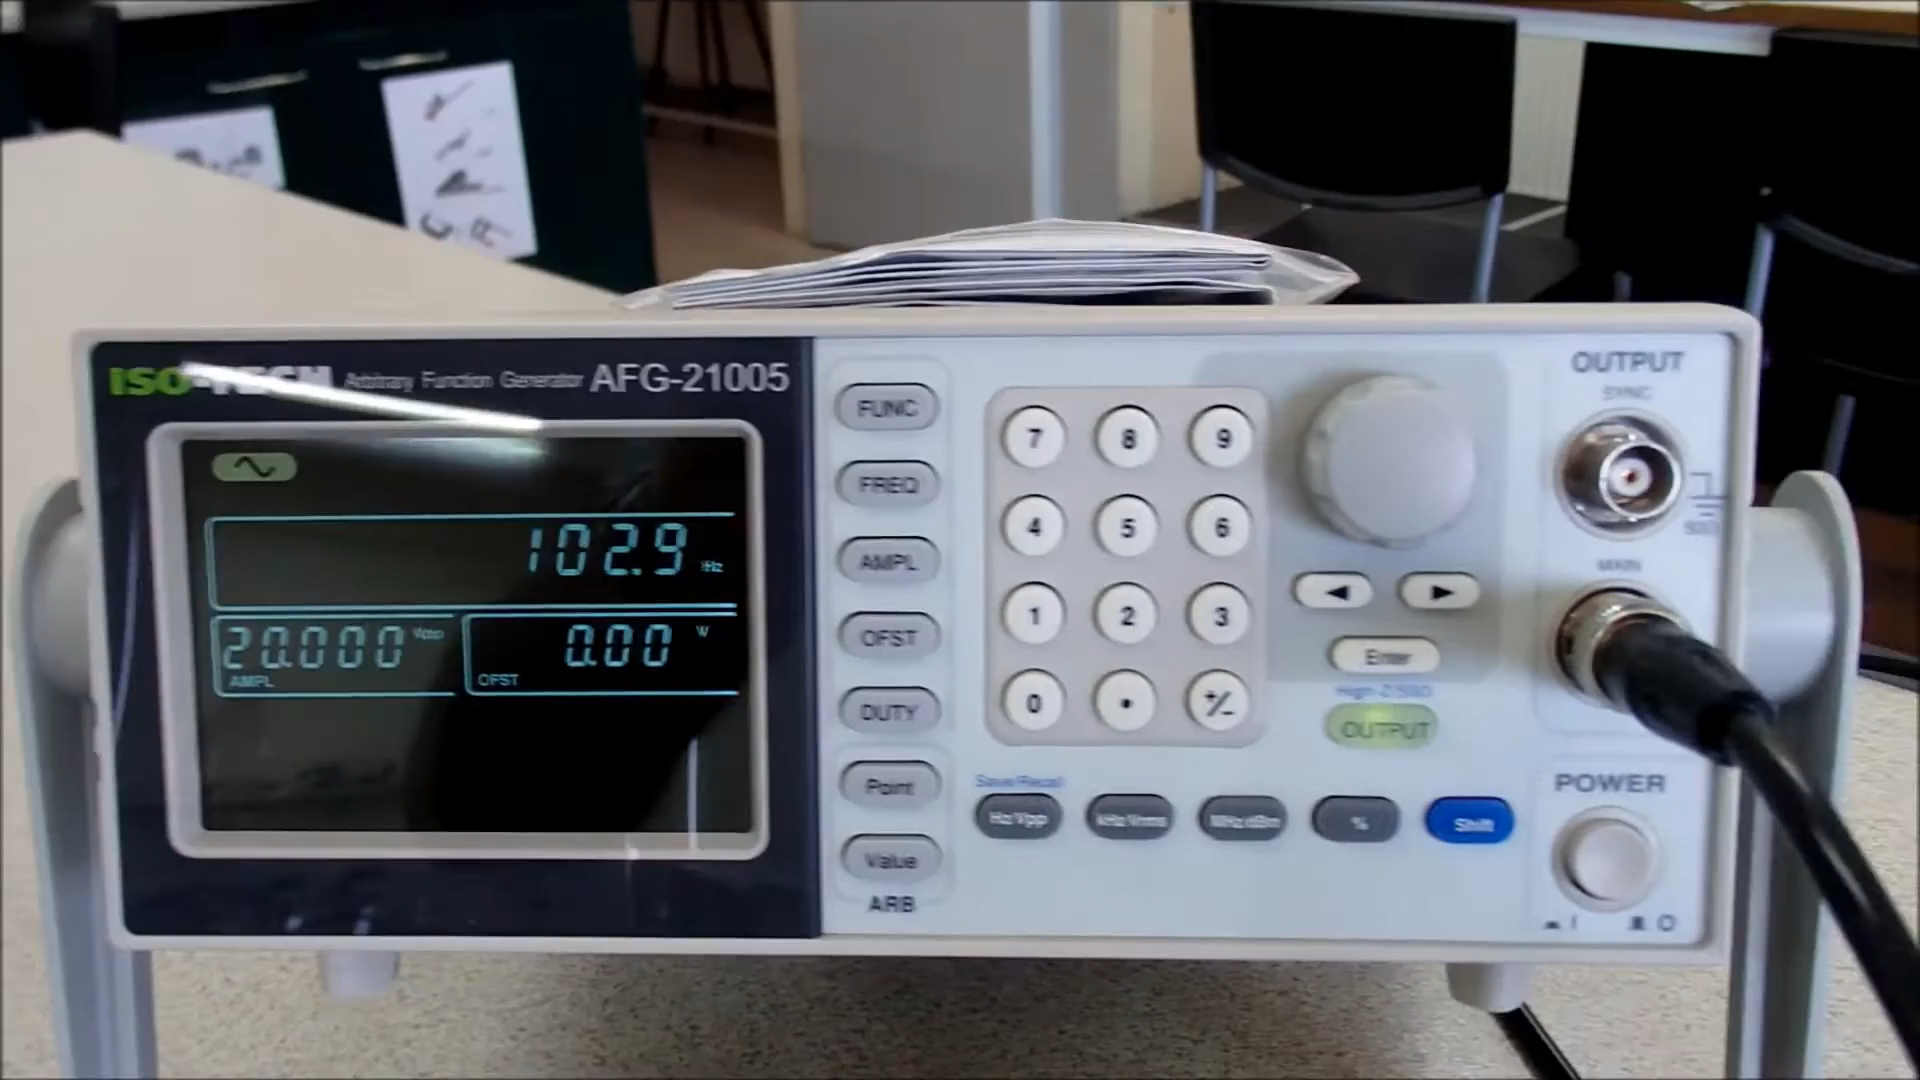 ISO-TECH Arbitrary Function Generator AFG-21005
102.9 Hz
20.000 Vpp
AMPL
0.00 V
OFST
FUNC
FREQ
AMPL
OFST
DUTY
Point
Value
ARB
7 8 9
4 5 6
1 2 3
0 • +/-
◀ ▶
Enter
OUTPUT
Save/Recall
Hz Vpp
kHz Vrms
MHz dBm
%
Shift
OUTPUT
SYNC
50Ω
MAIN
POWER
I O